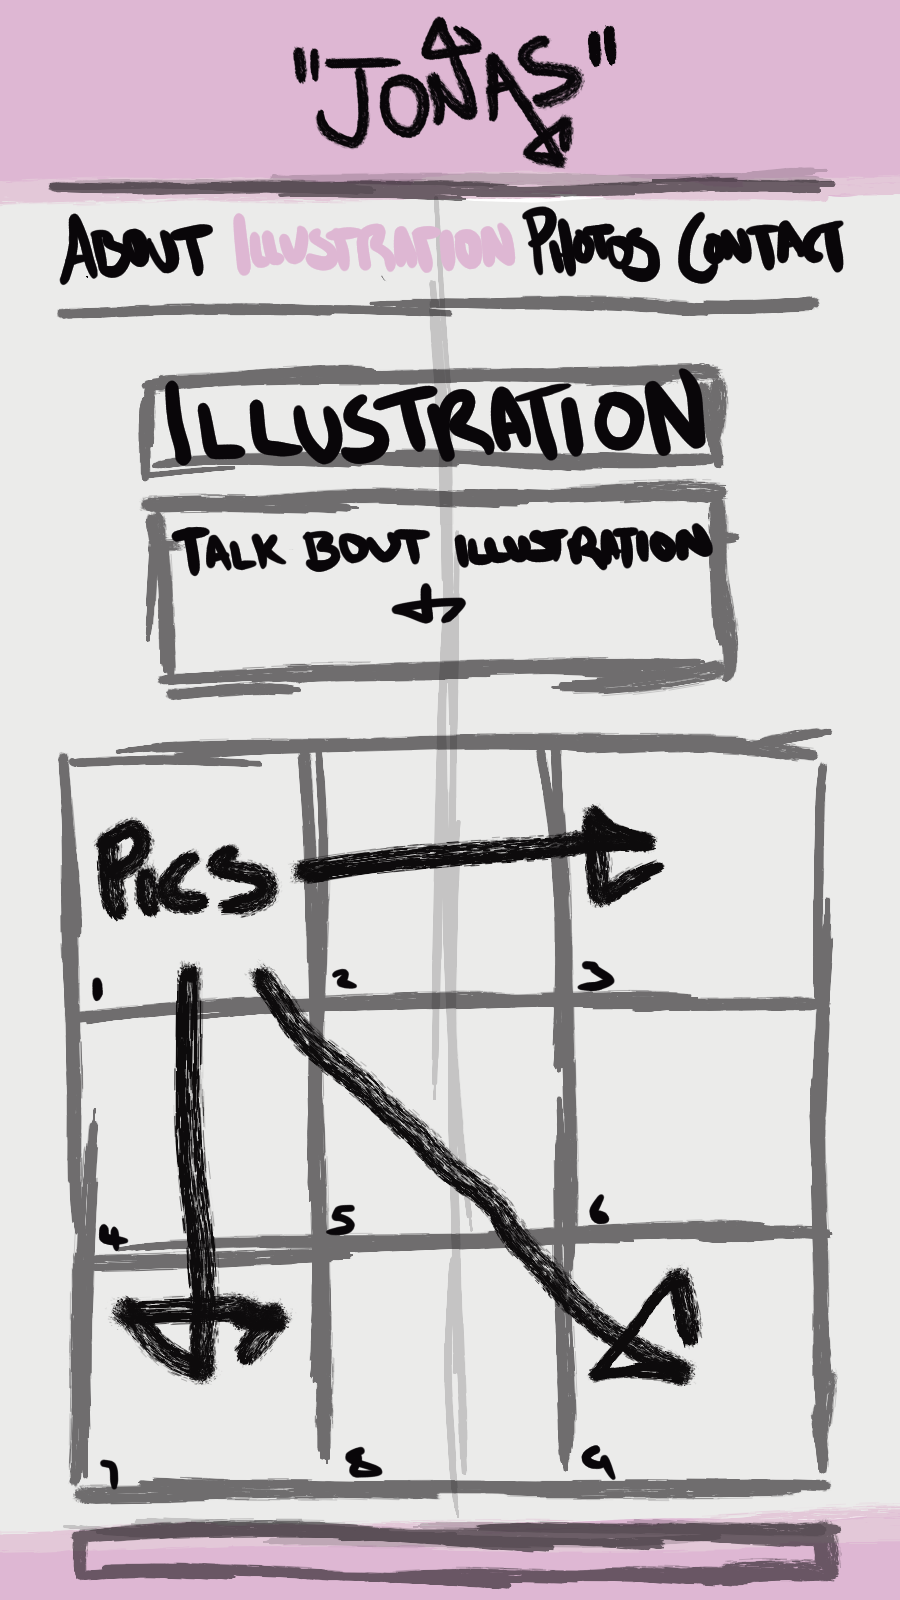 "JONAS"
ABOUT ILLUSTRATION PHOTOS CONTACT
ILLUSTRATION
TALK BOUT ILLUSTRATION
PICS
1 2 3
4 5 6
7 8 9